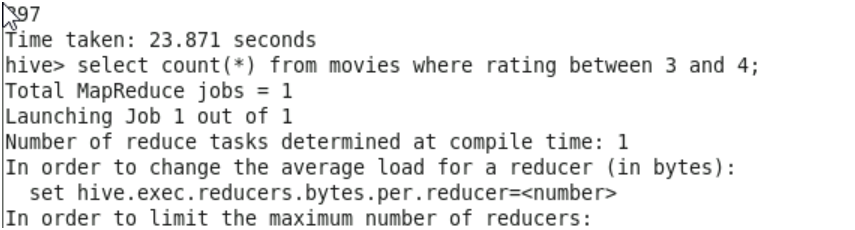 97
Time taken: 23.871 seconds
hive> select count(*) from movies where rating between 3 and 4;
Total MapReduce jobs = 1
Launching Job 1 out of 1
Number of reduce tasks determined at compile time: 1
In order to change the average load for a reducer (in bytes):
  set hive.exec.reducers.bytes.per.reducer=<number>
In order to limit the maximum number of reducers: